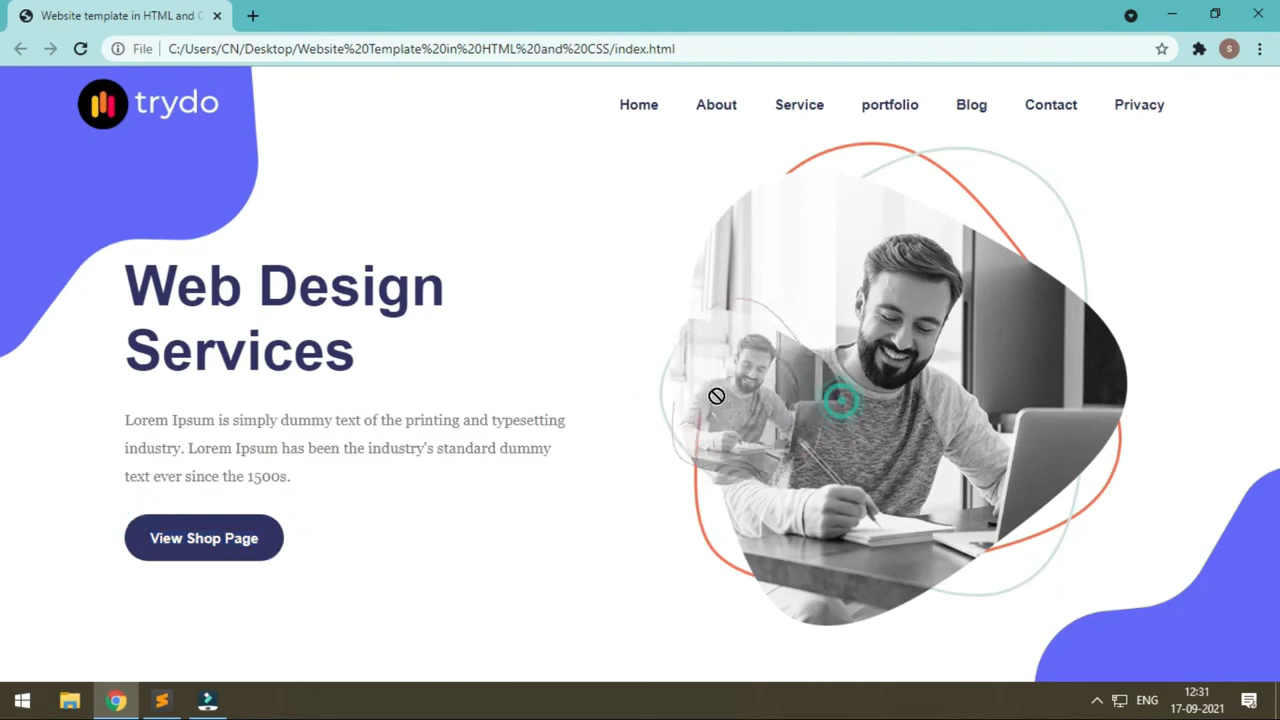 Website template in HTML and C
File
C:/Users/CN/Desktop/Website%20Template%20in%20HTML%20and%20CSS/index.html
S
trydo
Home About Service portfolio Blog Contact Privacy
Web Design
Services
Lorem Ipsum is simply dummy text of the printing and typesetting
industry. Lorem Ipsum has been the industry's standard dummy
text ever since the 1500s.
View Shop Page
ENG
12:31
17-09-2021